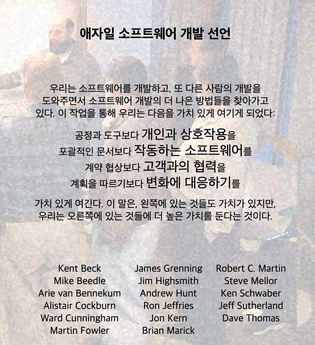 애자일 소프트웨어 개발 선언
우리는 소프트웨어를 개발하고, 또 다른 사람의 개발을
도와주면서 소프트웨어 개발의 더 나은 방법들을 찾아가고
있다. 이 작업을 통해 우리는 다음을 가치 있게 여기게 되었다:
공정과 도구보다 개인과 상호작용을
포괄적인 문서보다 작동하는 소프트웨어를
계약 협상보다 고객과의 협력을
계획을 따르기보다 변화에 대응하기를
가치 있게 여긴다. 이 말은, 왼쪽에 있는 것들도 가치가 있지만,
우리는 오른쪽에 있는 것들에 더 높은 가치를 둔다는 것이다.
Kent Beck James Grenning Robert C. Martin
Mike Beedle Jim Highsmith Steve Mellor
Arie van Bennekum Andrew Hunt Ken Schwaber
Alistair Cockburn Ron Jeffries Jeff Sutherland
Ward Cunningham Jon Kern Dave Thomas
Martin Fowler Brian Marick